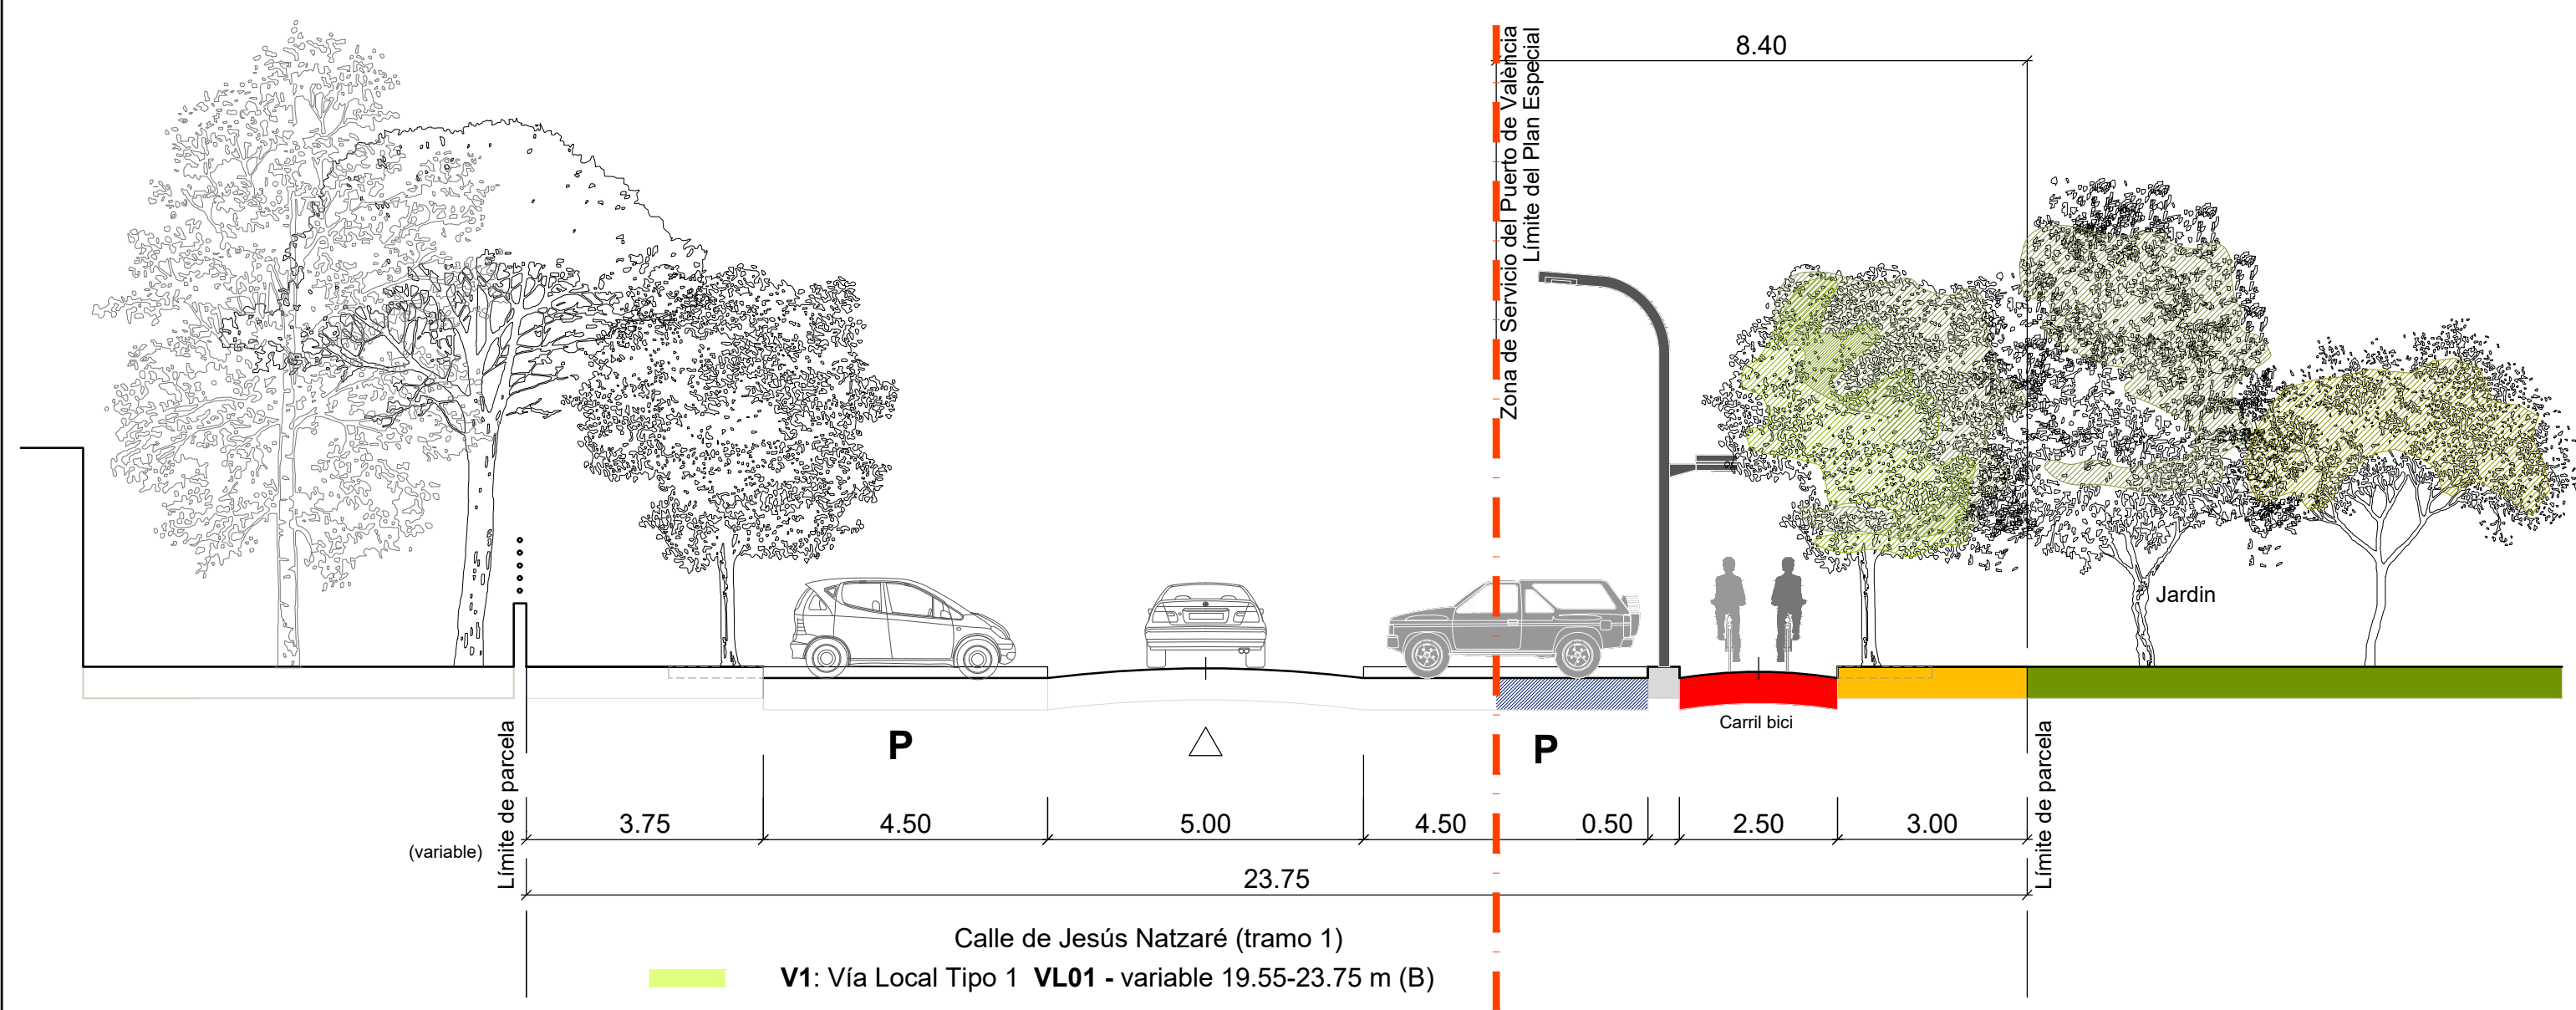 8.40
Zona de Servicio del Puerto de València
Límite del Plan Especial
Jardin
Carril bici
P
P
Límite de parcela
Límite de parcela
3.75
4.50
5.00
4.50
0.50
2.50
3.00
(variable)
23.75
Calle de Jesús Natzaré (tramo 1)
V1: Vía Local Tipo 1 VL01 - variable 19.55-23.75 m (B)